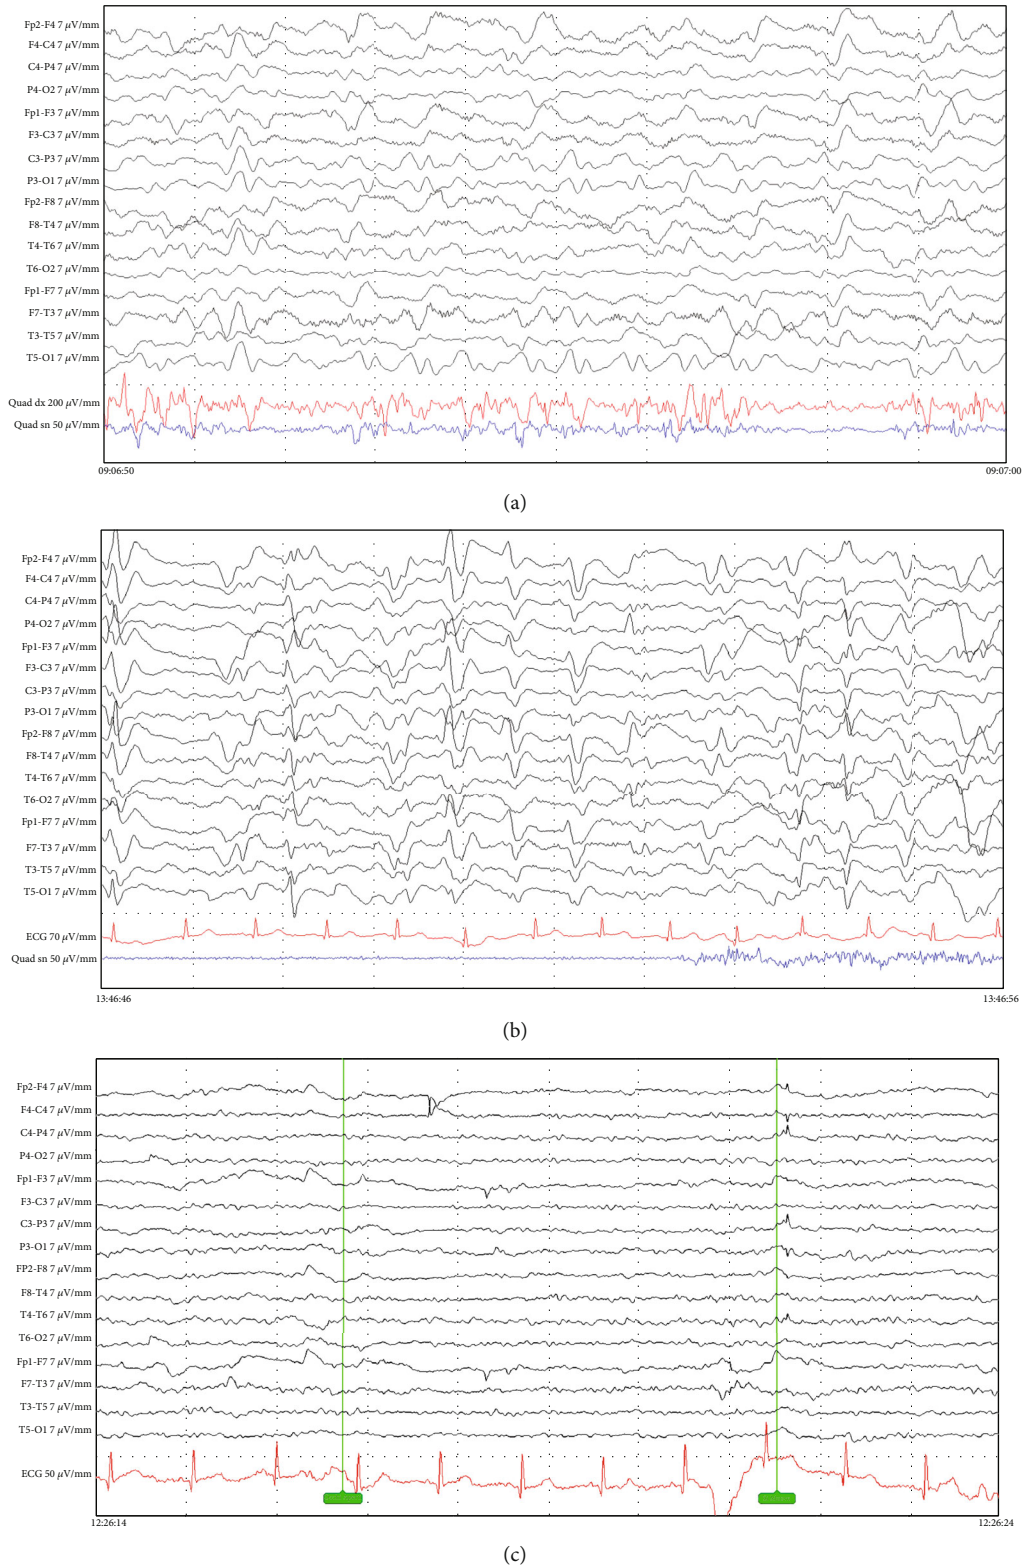 Fp2-F4 7 μV/mm
F4-C4 7 μV/mm
C4-P4 7 μV/mm
P4-O2 7 μV/mm
Fp1-F3 7 μV/mm
F3-C3 7 μV/mm
C3-P3 7 μV/mm
P3-O1 7 μV/mm
Fp2-F8 7 μV/mm
F8-T4 7 μV/mm
T4-T6 7 μV/mm
T6-O2 7 μV/mm
Fp1-F7 7 μV/mm
F7-T3 7 μV/mm
T3-T5 7 μV/mm
T5-O1 7 μV/mm
Quad dx 200 μV/mm
Quad sn 50 μV/mm
09:06:50 09:07:00
(a)
Fp2-F4 7 μV/mm
F4-C4 7 μV/mm
C4-P4 7 μV/mm
P4-O2 7 μV/mm
Fp1-F3 7 μV/mm
F3-C3 7 μV/mm
C3-P3 7 μV/mm
P3-O1 7 μV/mm
Fp2-F8 7 μV/mm
F8-T4 7 μV/mm
T4-T6 7 μV/mm
T6-O2 7 μV/mm
Fp1-F7 7 μV/mm
F7-T3 7 μV/mm
T3-T5 7 μV/mm
T5-O1 7 μV/mm
ECG 70 μV/mm
Quad sn 50 μV/mm
13:46:46 13:46:56
(b)
Fp2-F4 7 μV/mm
F4-C4 7 μV/mm
C4-P4 7 μV/mm
P4-O2 7 μV/mm
Fp1-F3 7 μV/mm
F3-C3 7 μV/mm
C3-P3 7 μV/mm
P3-O1 7 μV/mm
FP2-F8 7 μV/mm
F8-T4 7 μV/mm
T4-T6 7 μV/mm
T6-O2 7 μV/mm
Fp1-F7 7 μV/mm
F7-T3 7 μV/mm
T3-T5 7 μV/mm
T5-O1 7 μV/mm
ECG 50 μV/mm
12:26:14 12:26:24
(c)